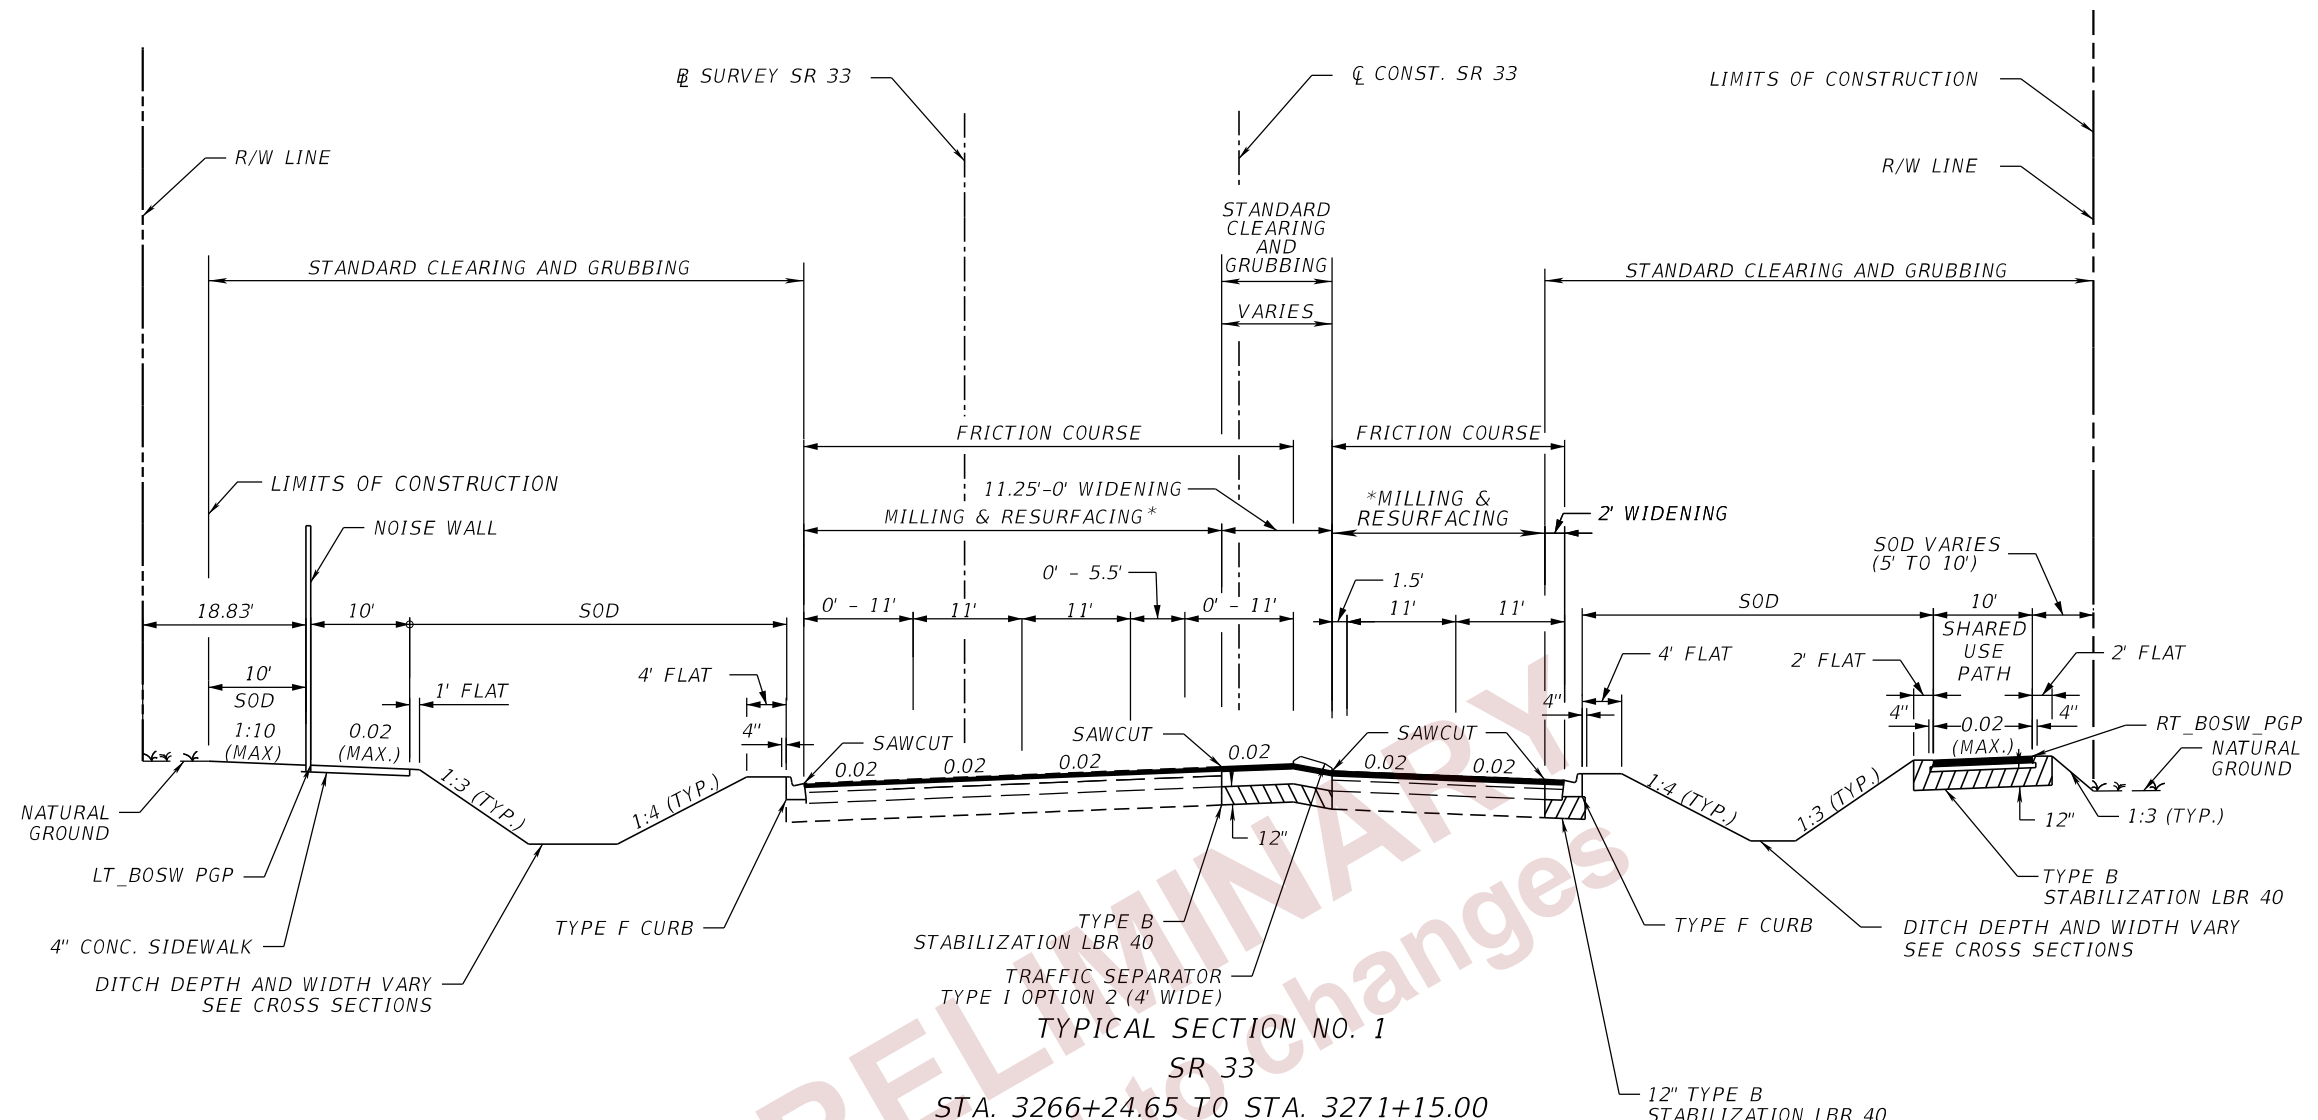 ℄ CONST. SR 33
B̲L SURVEY SR 33
LIMITS OF CONSTRUCTION
R/W LINE
R/W LINE
STANDARD
CLEARING
AND
GRUBBING
STANDARD CLEARING AND GRUBBING
STANDARD CLEARING AND GRUBBING
VARIES
FRICTION COURSE
FRICTION COURSE
LIMITS OF CONSTRUCTION
11.25'-0' WIDENING
MILLING & RESURFACING*
*MILLING &
RESURFACING
2' WIDENING
NOISE WALL
SOD VARIES
(5' TO 10')
0' - 5.5'
1.5'
18.83'
10'
SOD
0' - 11'
11'
11'
0' - 11'
11'
11'
SOD
10'
SHARED
USE
PATH
4' FLAT
4' FLAT
2' FLAT
2' FLAT
10'
SOD
1' FLAT
1:10
(MAX)
0.02
(MAX.)
4"
SAWCUT
SAWCUT
SAWCUT
4"
4"
0.02
(MAX.)
4"
RT_BOSW_PGP
NATURAL
GROUND
0.02
0.02
0.02
0.02
0.02
0.02
1:3 (TYP.)
1:4 (TYP.)
1:4 (TYP.)
1:3 (TYP.)
NATURAL
GROUND
12"
12"
1:3 (TYP.)
LT_BOSW PGP
TYPE B
STABILIZATION LBR 40
TYPE F CURB
TYPE B
STABILIZATION LBR 40
TYPE F CURB
DITCH DEPTH AND WIDTH VARY
SEE CROSS SECTIONS
4" CONC. SIDEWALK
DITCH DEPTH AND WIDTH VARY
SEE CROSS SECTIONS
TRAFFIC SEPARATOR
TYPE I OPTION 2 (4' WIDE)
TYPICAL SECTION NO. 1
SR 33
STA. 3266+24.65 TO STA. 3271+15.00
12" TYPE B
STABILIZATION LBR 40
RELIMINARY
to changes